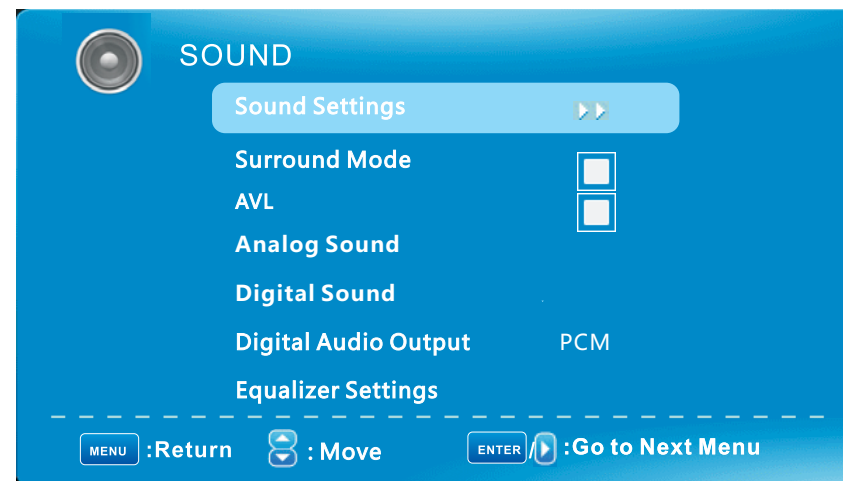 SOUND
Sound Settings
Surround Mode
AVL
Analog Sound
Digital Sound
Digital Audio Output PCM
Equalizer Settings
MENU :Return : Move ENTER / :Go to Next Menu